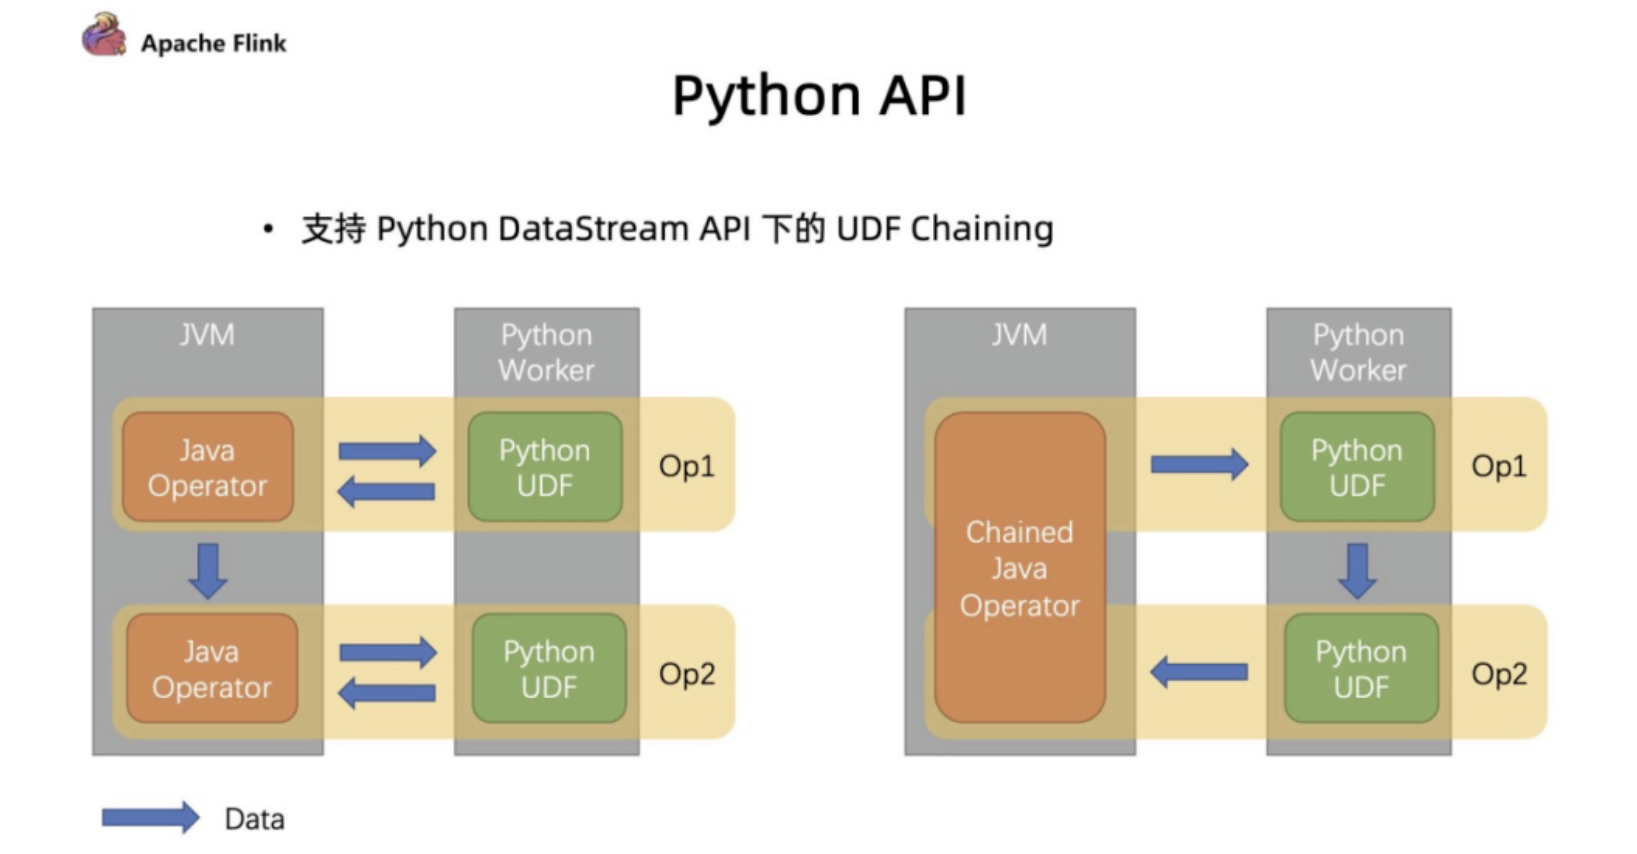 Apache Flink
Python API
• 支持 Python DataStream API 下的 UDF Chaining
JVM
Python
Worker
Java
Operator
Python
UDF
Op1
Java
Operator
Python
UDF
Op2
JVM
Python
Worker
Chained
Java
Operator
Python
UDF
Op1
Python
UDF
Op2
Data